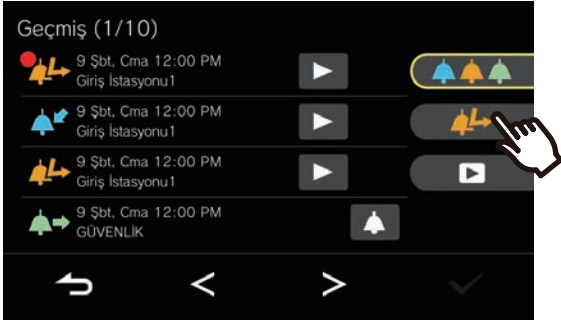 Geçmiş (1/10)
9 Şbt, Cma 12:00 PM
Giriş İstasyonu1
9 Şbt, Cma 12:00 PM
Giriş İstasyonu1
9 Şbt, Cma 12:00 PM
Giriş İstasyonu1
9 Şbt, Cma 12:00 PM
GÜVENLİK